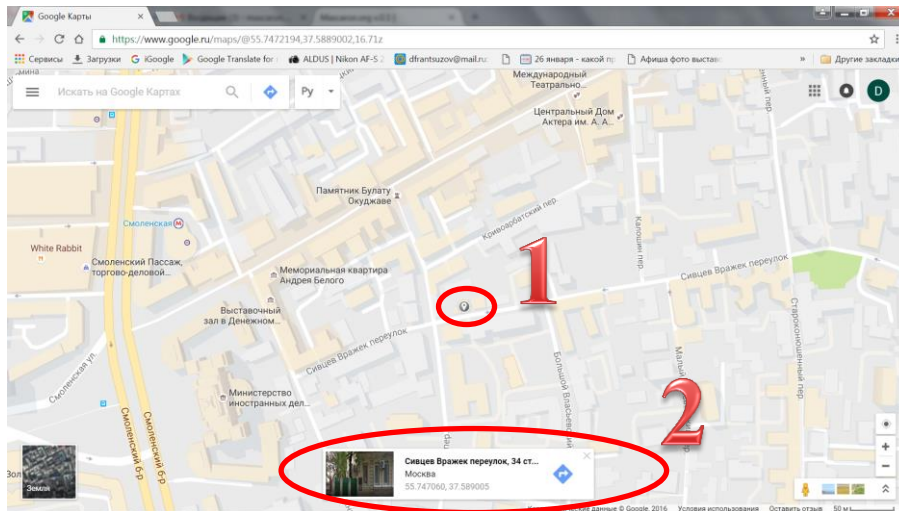 Google Карты
https://www.google.ru/maps/@55.7472194,37.5889002,16.71z
Сервисы Загрузки iGoogle Google Translate for ALDUS | Nikon AF-S dfrantsuzov@mail.ru: 26 января - какой пр Афиша фото выстав: » Другие закладки
Искать на Google Картах
Ру
D
Международный
Театрально...
Центральный Дом
Актера им. А. А...
Памятник Булату
Окуджаве
Кривоарбатский пер.
Калошин пер.
Смоленская
White Rabbit
Смоленский Пассаж,
торгово-деловой...
Мемориальная квартира
Андрея Белого
1
Сивцев Вражек переулок
Выставочный
зал в Денежном...
Сивцев Вражек переулок
Староконюшенный пер.
Смоленская ул.
Министерство
иностранных дел...
Большой Власьевский
Малый
2
Смоленский б-р
Смоленский б-р
пер
Сивцев Вражек переулок, 34 ст...
Москва
55.747060, 37.589005
Земля
данные © Google, 2016 Условия использования Оставить отзыв 50 м